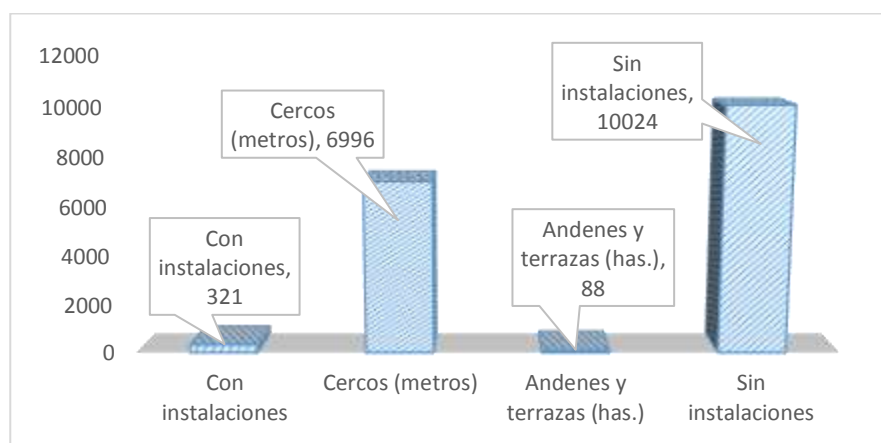 12000
10000
8000
6000
4000
2000
0
Con
instalaciones,
321
Cercos
(metros), 6996
Andenes y
terrazas (has.),
88
Sin
instalaciones,
10024
Con
instalaciones
Cercos (metros)
Andenes y
terrazas (has.)
Sin
instalaciones